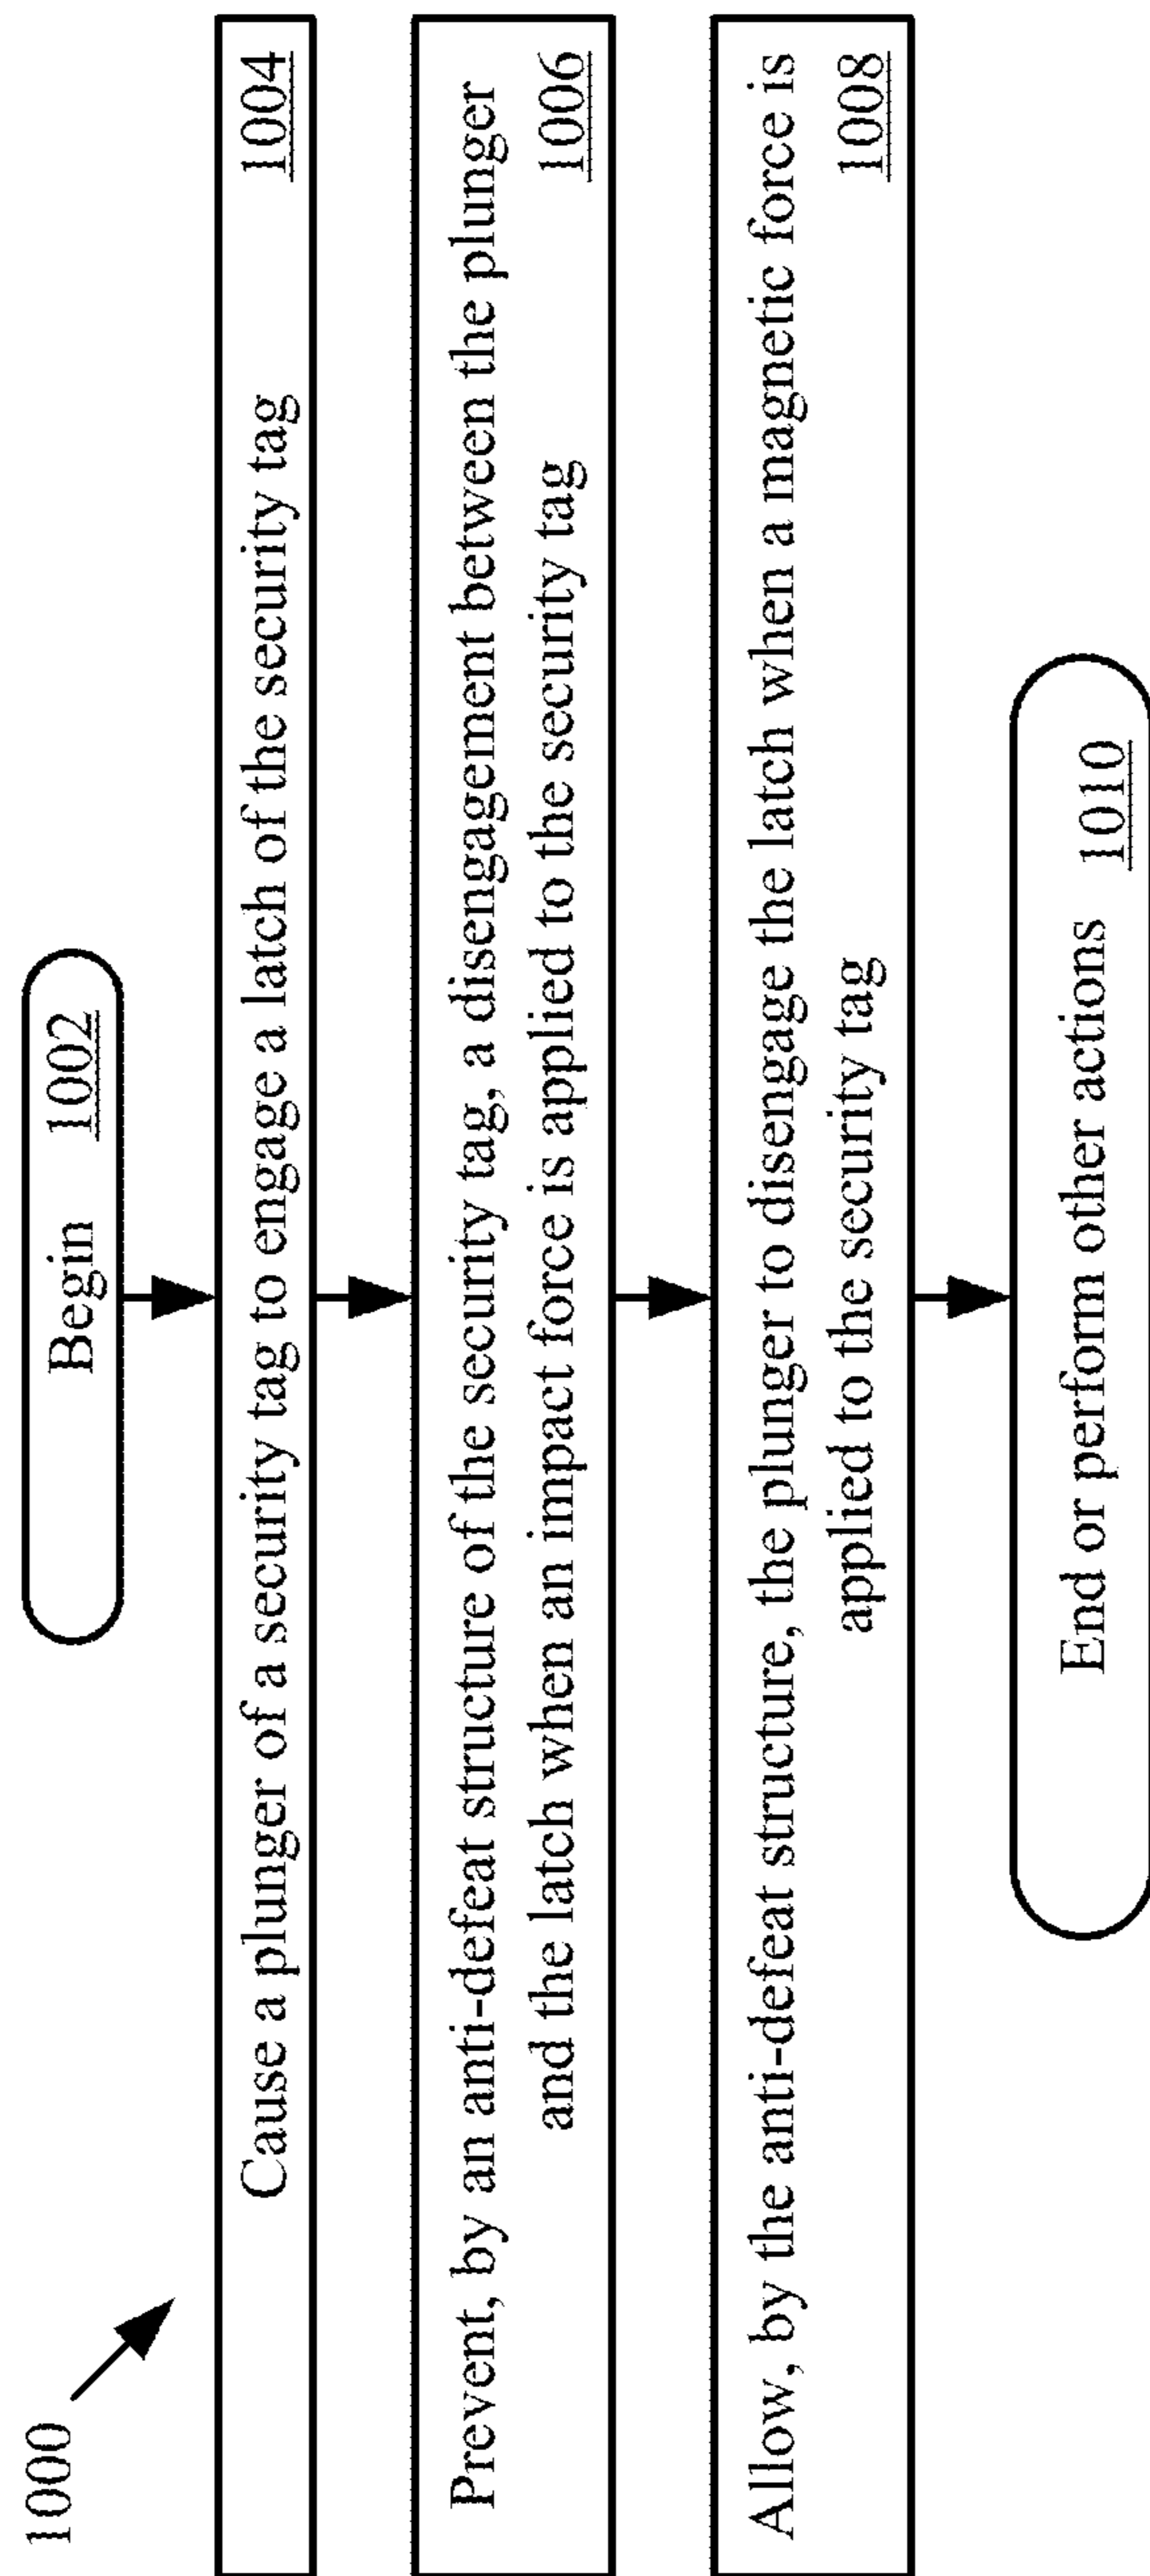 1000
Begin 1002
Cause a plunger of a security tag to engage a latch of the security tag 1004
Prevent, by an anti-defeat structure of the security tag, a disengagement between the plunger
and the latch when an impact force is applied to the security tag 1006
Allow, by the anti-defeat structure, the plunger to disengage the latch when a magnetic force is
applied to the security tag 1008
End or perform other actions 1010